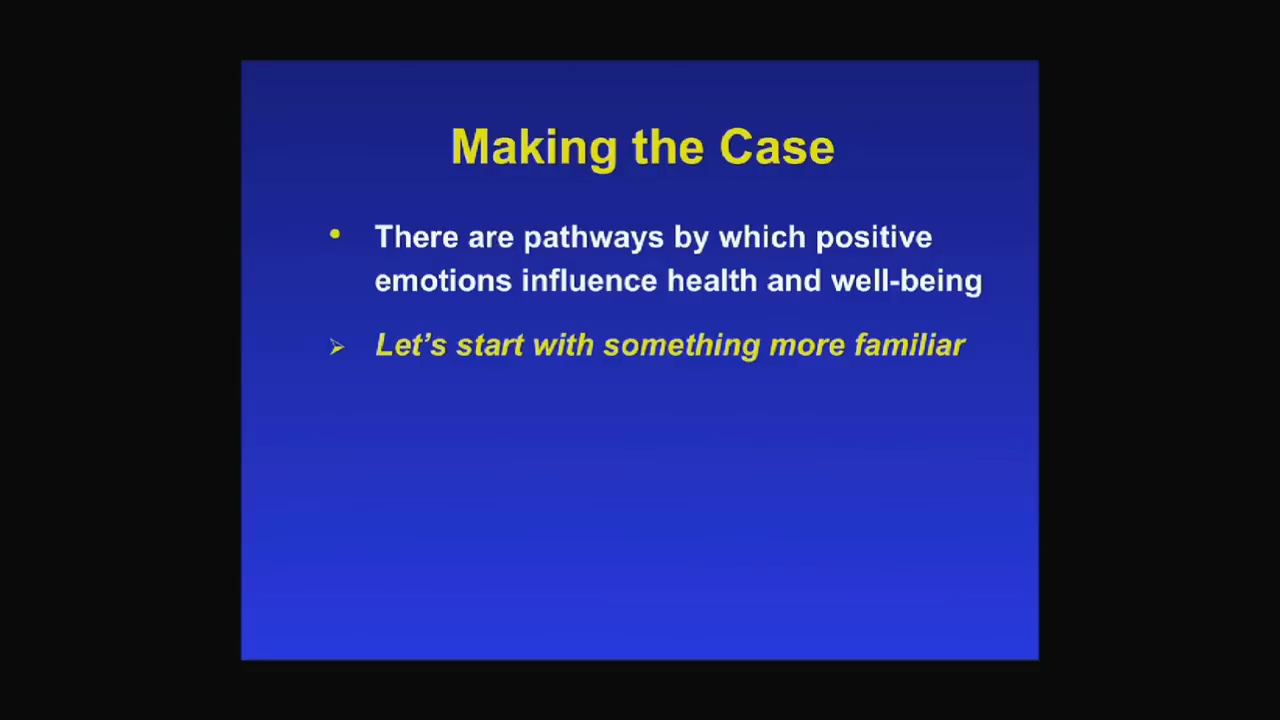 Making the Case
• There are pathways by which positive
emotions influence health and well-being
➢ Let's start with something more familiar